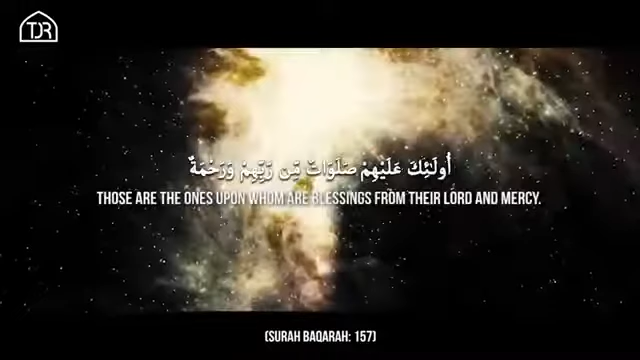 TDR
أُولَٰئِكَ عَلَيْهِمْ صَلَوَاتٌ مِّن رَّبِّهِمْ وَرَحْمَةٌ
THOSE ARE THE ONES UPON WHOM ARE BLESSINGS FROM THEIR LORD AND MERCY.
(SURAH BAQARAH: 157)